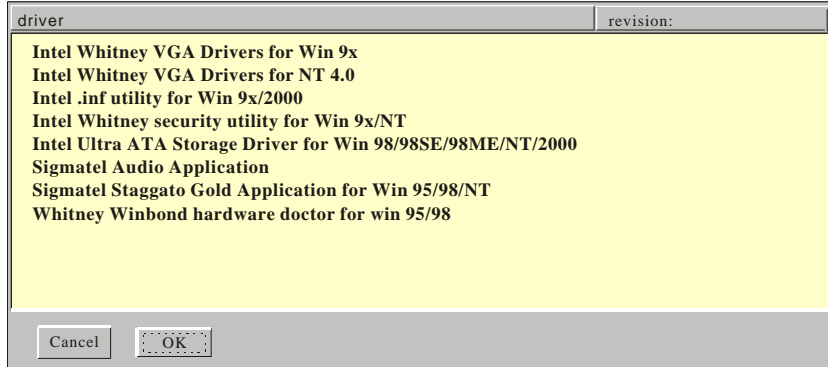 driver revision:
Intel Whitney VGA Drivers for Win 9x
Intel Whitney VGA Drivers for NT 4.0
Intel .inf utility for Win 9x/2000
Intel Whitney security utility for Win 9x/NT
Intel Ultra ATA Storage Driver for Win 98/98SE/98ME/NT/2000
Sigmatel Audio Application
Sigmatel Staggato Gold Application for Win 95/98/NT
Whitney Winbond hardware doctor for win 95/98
Cancel OK